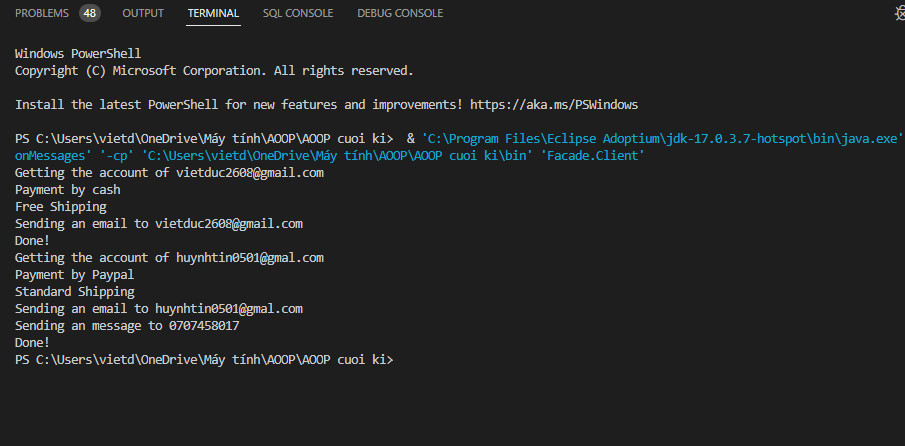 PROBLEMS 48 OUTPUT TERMINAL SQL CONSOLE DEBUG CONSOLE
Windows PowerShell
Copyright (C) Microsoft Corporation. All rights reserved.
Install the latest PowerShell for new features and improvements! https://aka.ms/PSWindows
PS C:\Users\vietd\OneDrive\Máy tính\AOOP\AOOP cuoi ki>  & 'C:\Program Files\Eclipse Adoptium\jdk-17.0.3.7-hotspot\bin\java.exe'
onMessages' '-cp' 'C:\Users\vietd\OneDrive\Máy tính\AOOP\AOOP cuoi ki\bin' 'Facade.Client'
Getting the account of vietduc2608@gmail.com
Payment by cash
Free Shipping
Sending an email to vietduc2608@gmail.com
Done!
Getting the account of huynhtin0501@gmal.com
Payment by Paypal
Standard Shipping
Sending an email to huynhtin0501@gmal.com
Sending an message to 0707458017
Done!
PS C:\Users\vietd\OneDrive\Máy tính\AOOP\AOOP cuoi ki>